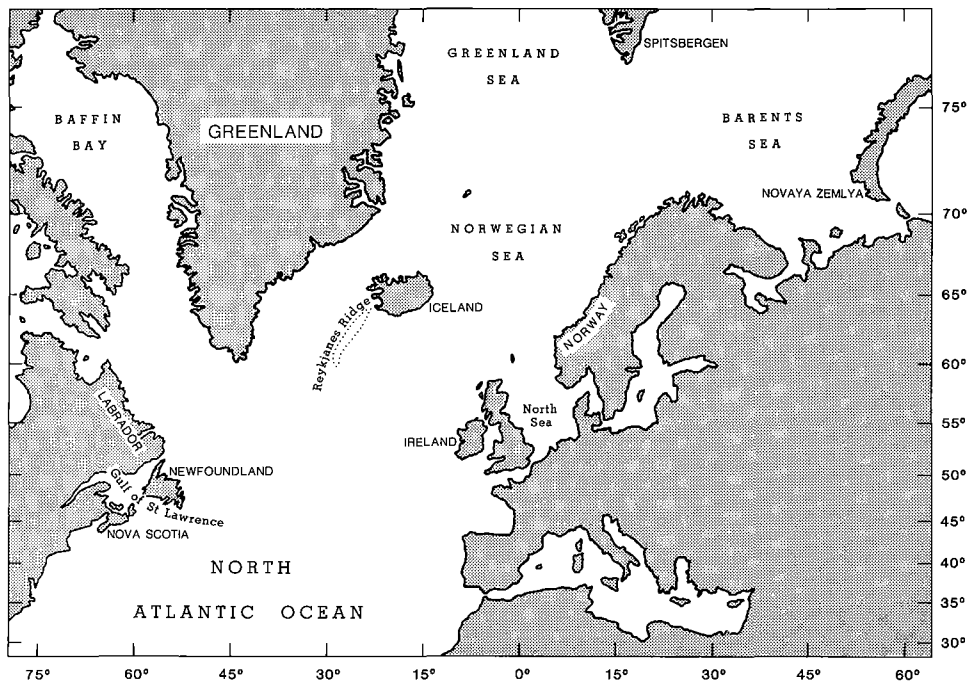 SPITSBERGEN
GREENLAND
SEA
BAFFIN
BAY
GREENLAND
BARENTS
SEA
75°
NOVAYA ZEMLYA
70°
NORWEGIAN
SEA
ICELAND
Reykjanes Ridge
65°
NORWAY
60°
LABRADOR
North
Sea
IRELAND
55°
NEWFOUNDLAND
50°
Gulf of St Lawrence
NOVA SCOTIA
45°
NORTH
ATLANTIC OCEAN
40°
35°
30°
75° 60° 45° 30° 15° 0° 15° 30° 45° 60°